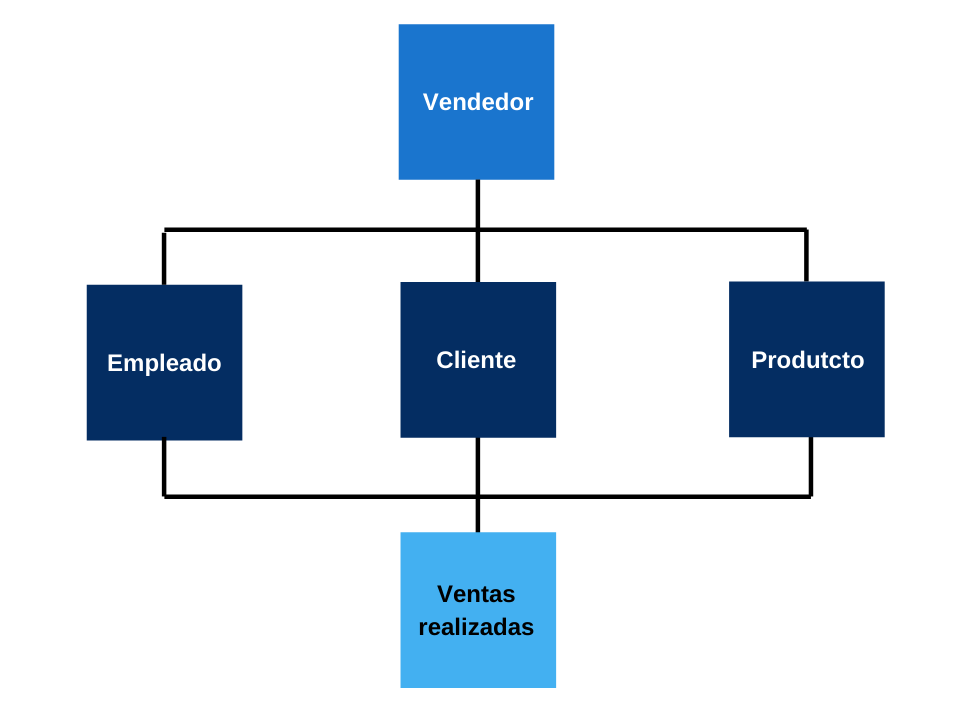 Vendedor
Empleado
Cliente
Produtcto
Ventas
realizadas